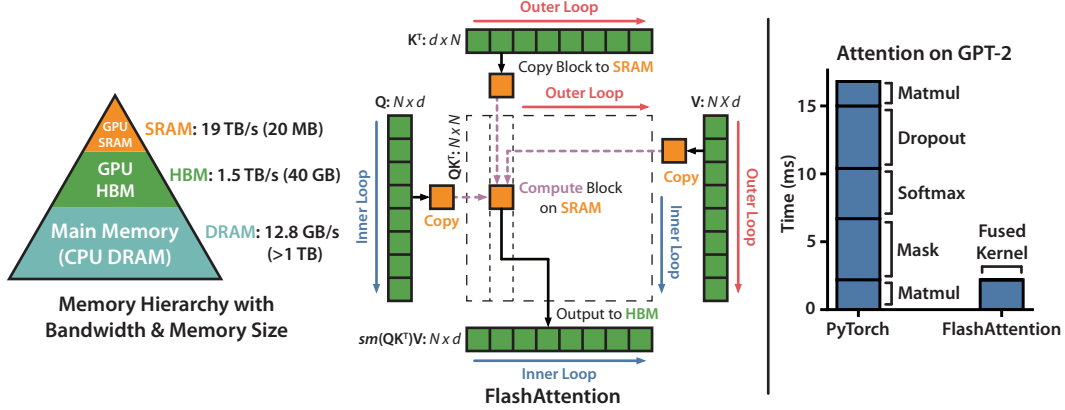 GPU
SRAM
GPU
HBM
Main Memory
(CPU DRAM)
SRAM: 19 TB/s (20 MB)
HBM: 1.5 TB/s (40 GB)
DRAM: 12.8 GB/s
(>1 TB)
Memory Hierarchy with
Bandwidth & Memory Size
Outer Loop
Kᵀ: d x N
Copy Block to SRAM
Outer Loop
Q: N x d
V: N X d
QKᵀ: N x N
Inner Loop
Copy
Compute Block
on SRAM
Copy
Inner Loop
Outer Loop
Output to HBM
sm(QKᵀ)V: N x d
Inner Loop
FlashAttention
Attention on GPT-2
Time (ms)
15
10
5
0
Matmul
Dropout
Softmax
Mask
Matmul
Fused
Kernel
PyTorch
FlashAttention